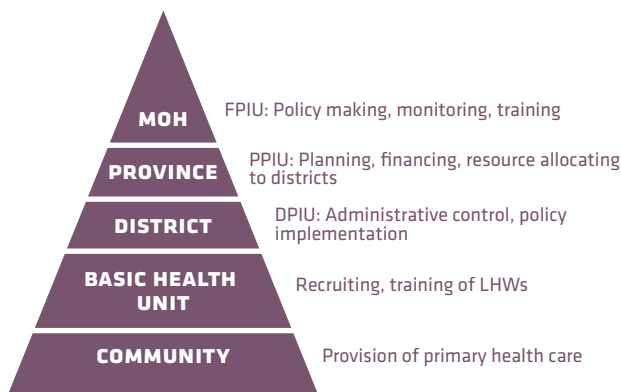 MOH
FPIU: Policy making, monitoring, training
PROVINCE
PPIU: Planning, financing, resource allocating
to districts
DISTRICT
DPIU: Administrative control, policy
implementation
BASIC HEALTH
UNIT
Recruiting, training of LHWs
COMMUNITY
Provision of primary health care